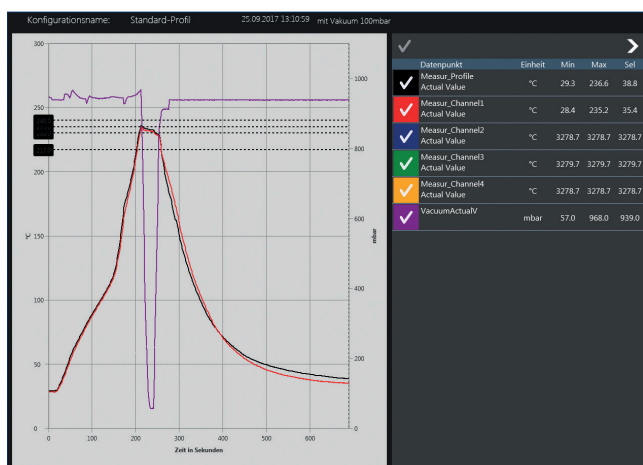 Konfigurationsname: Standard-Profil 25.09.2017 13:10:59 mit Vakuum 100mbar
300
250
200
°C 150
100
50
0
0 100 200 300 400 500 600
Zeit in Sekunden
1000
800
600
mbar
400
200
0
Datenpunkt Einheit Min Max Sel
Measur_Profile
Actual Value °C 29.3 236.6 38.8
Measur_Channel1
Actual Value °C 28.4 235.2 35.4
Measur_Channel2
Actual Value °C 3278.7 3278.7 3278.7
Measur_Channel3
Actual Value °C 3279.7 3279.7 3279.7
Measur_Channel4
Actual Value °C 3278.7 3278.7 3278.7
VacuumActualV mbar 57.0 968.0 939.0